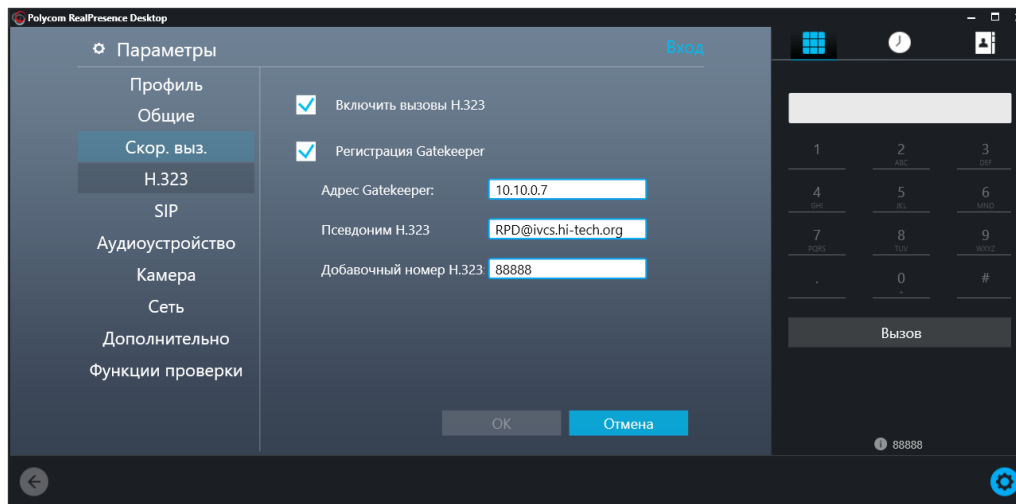 Polycom RealPresence Desktop
Параметры
Вход
Профиль
Общие
Скор. выз.
H.323
SIP
Аудиоустройство
Камера
Сеть
Дополнительно
Функции проверки
Включить вызовы H.323
Регистрация Gatekeeper
Адрес Gatekeeper: 10.10.0.7
Псевдоним H.323 RPD@ivcs.hi-tech.org
Добавочный номер H.323: 88888
OK Отмена
1 2 ABC 3 DEF
4 GHI 5 JKL 6 MNO
7 PQRS 8 TUV 9 WXYZ
. 0 + #
Вызов
88888